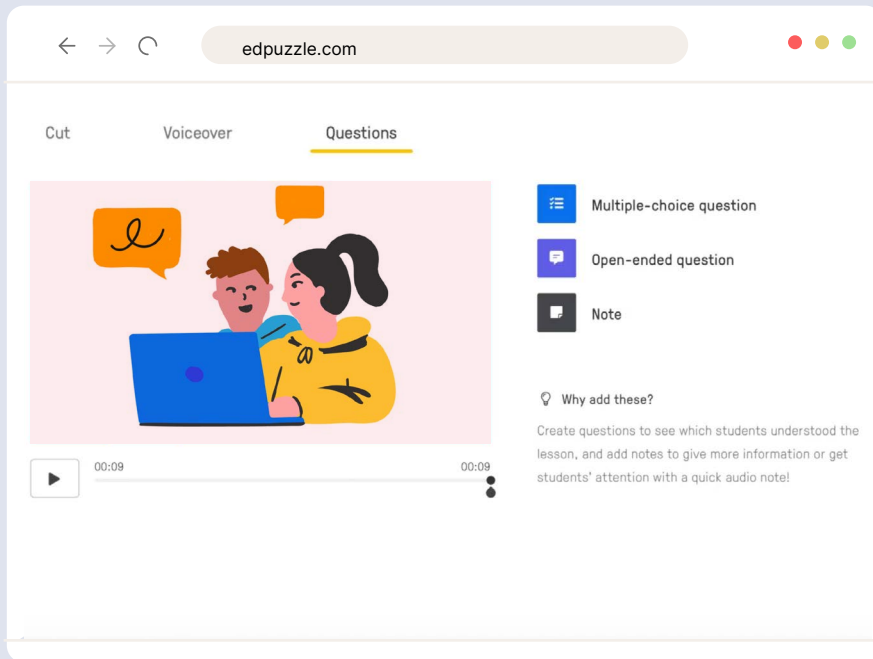 edpuzzle.com
Cut
Voiceover
Questions
Multiple-choice question
Open-ended question
Note
Why add these?
Create questions to see which students understood the
lesson, and add notes to give more information or get
students' attention with a quick audio note!
00:09
00:09